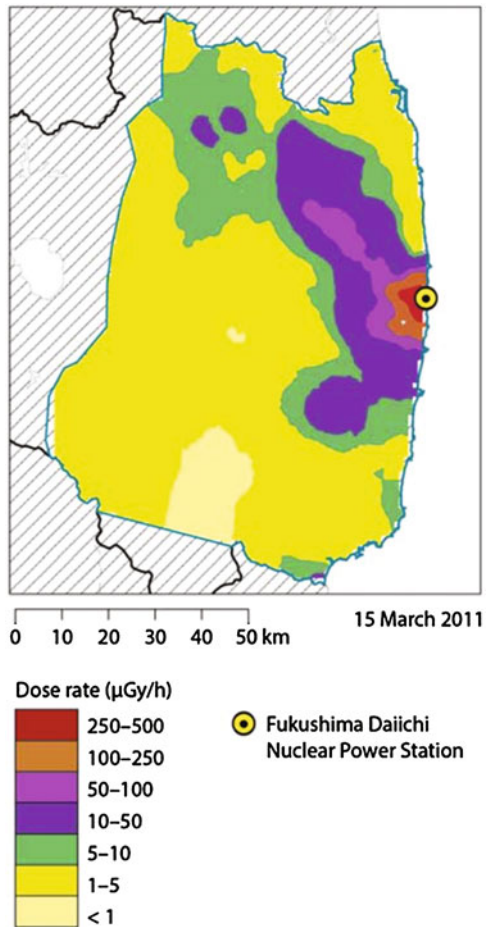 0 10 20 30 40 50 km
15 March 2011
Dose rate (μGy/h)
250–500
100–250
50–100
10–50
5–10
1–5
< 1
Fukushima Daiichi
Nuclear Power Station